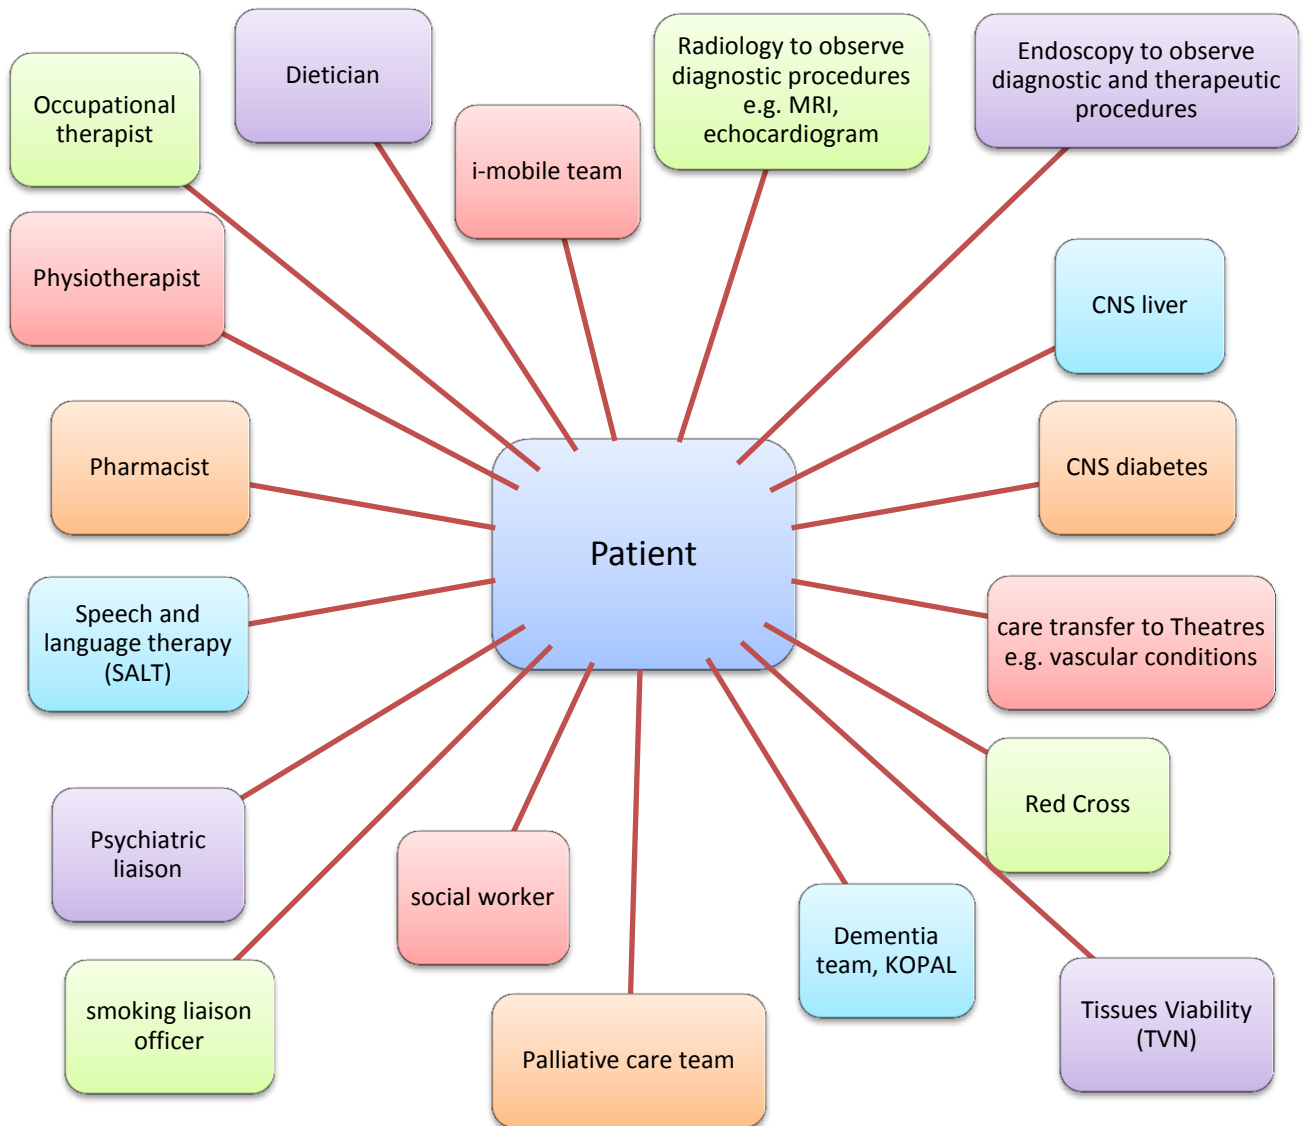 Dietician
Radiology to observe
diagnostic procedures
e.g. MRI,
echocardiogram
Endoscopy to observe
diagnostic and therapeutic
procedures
Occupational
therapist
i-mobile team
Physiotherapist
CNS liver
Pharmacist
CNS diabetes
Patient
Speech and
language therapy
(SALT)
care transfer to Theatres
e.g. vascular conditions
Psychiatric
liaison
Red Cross
social worker
Dementia
team, KOPAL
smoking liaison
officer
Palliative care team
Tissues Viability
(TVN)